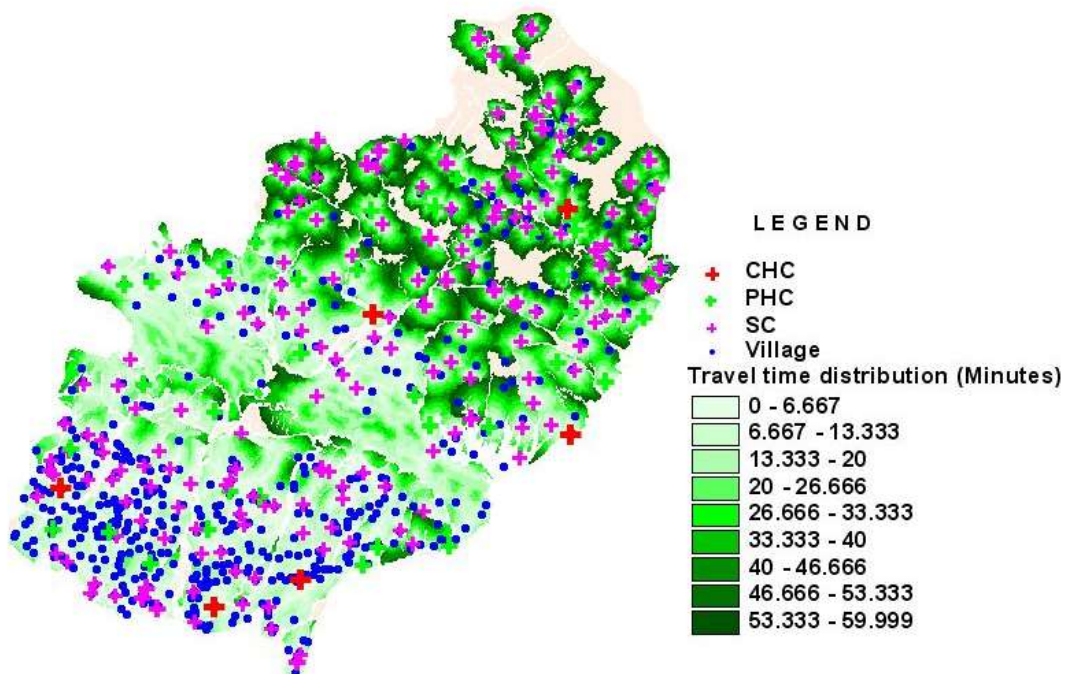 L E G E N D
CHC
PHC
SC
Village
Travel time distribution (Minutes)
0 - 6.667
6.667 - 13.333
13.333 - 20
20 - 26.666
26.666 - 33.333
33.333 - 40
40 - 46.666
46.666 - 53.333
53.333 - 59.999